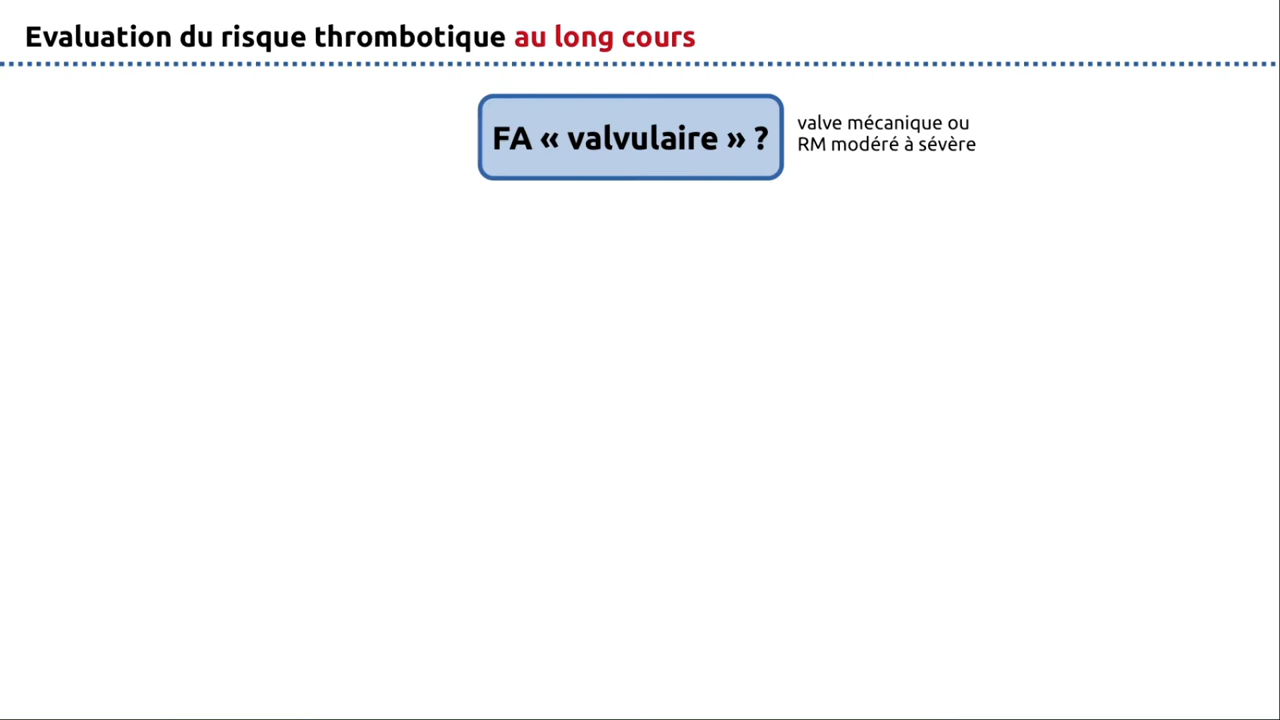 Evaluation du risque thrombotique au long cours
FA « valvulaire » ?
valve mécanique ou
RM modéré à sévère